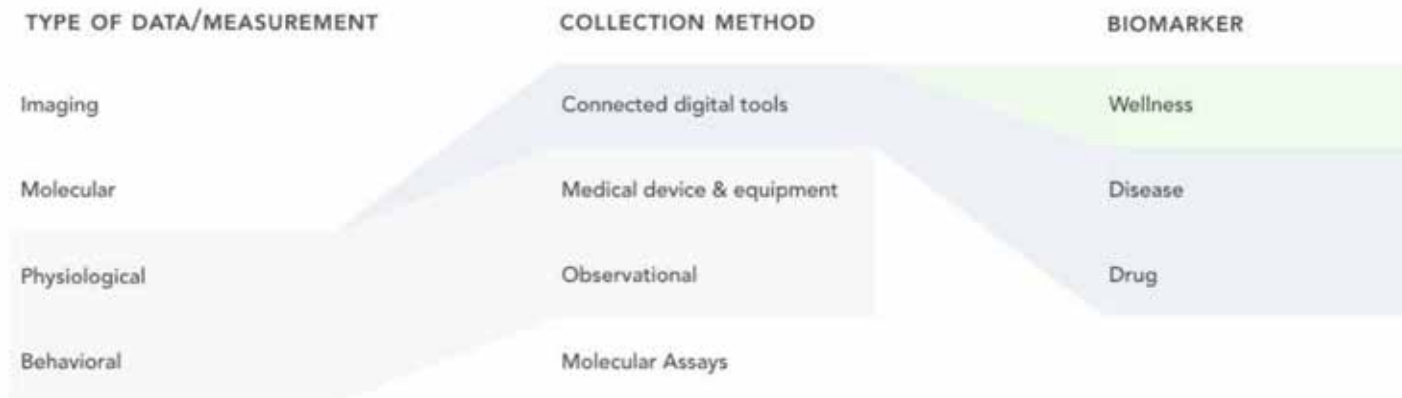 TYPE OF DATA/MEASUREMENT COLLECTION METHOD BIOMARKER
Imaging Connected digital tools Wellness
Molecular Medical device & equipment Disease
Physiological Observational Drug
Behavioral Molecular Assays